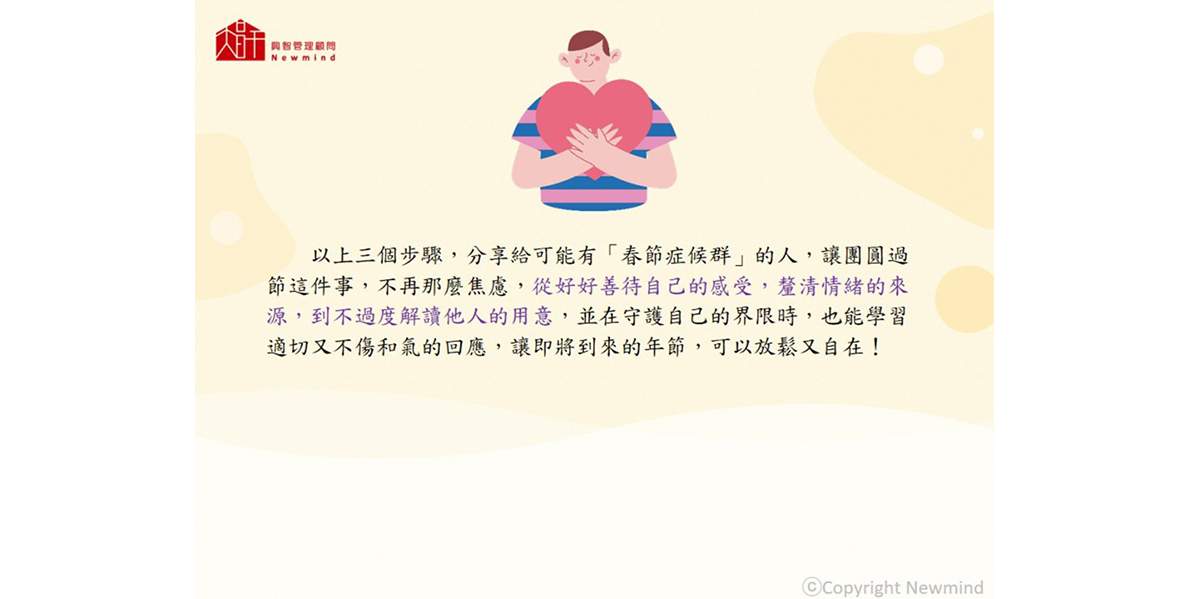 興智管理顧問
Newmind
以上三個步驟，分享給可能有「春節症候群」的人，讓團圓過
節這件事，不再那麼焦慮，從好好善待自己的感受，釐清情緒的來
源，到不過度解讀他人的用意，並在守護自己的界限時，也能學習
適切又不傷和氣的回應，讓即將到來的年節，可以放鬆又自在！
©Copyright Newmind